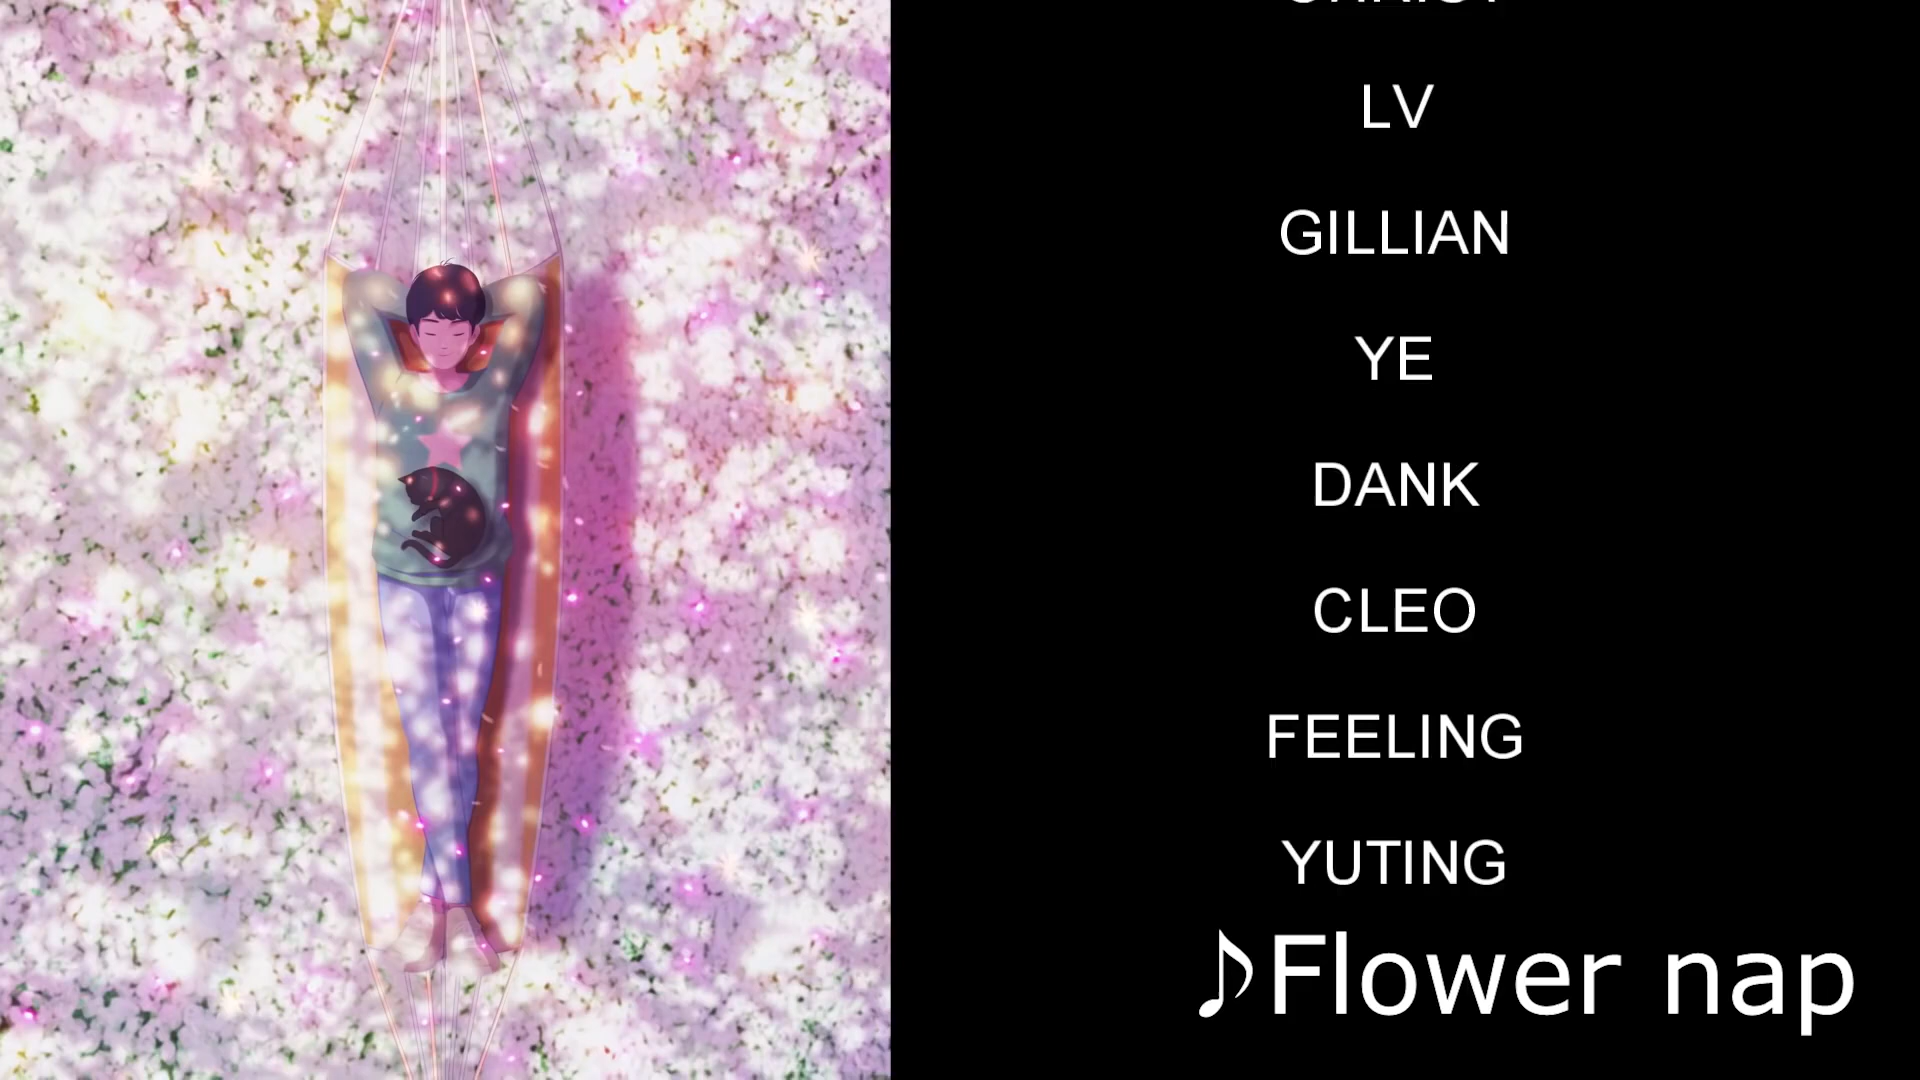 LV
GILLIAN
YE
DANK
CLEO
FEELING
YUTING
♪Flower nap